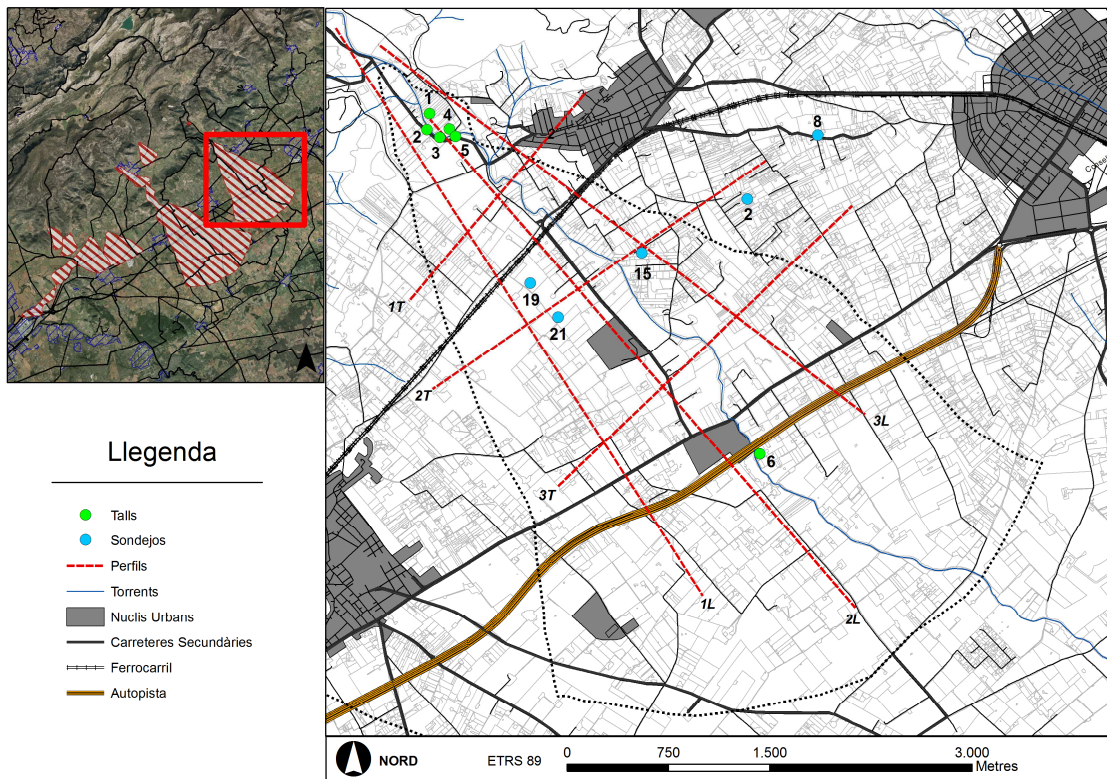 Llegenda
Talls
Sondejos
Perfils
Torrents
Nuclis Urbans
Carreteres Secundàries
Ferrocarril
Autopista
1
4
2
3
5
8
2
15
19
21
6
1T
2T
3T
3L
1L
2L
Consell
NORD
ETRS 89
0
750
1.500
3.000
Metres